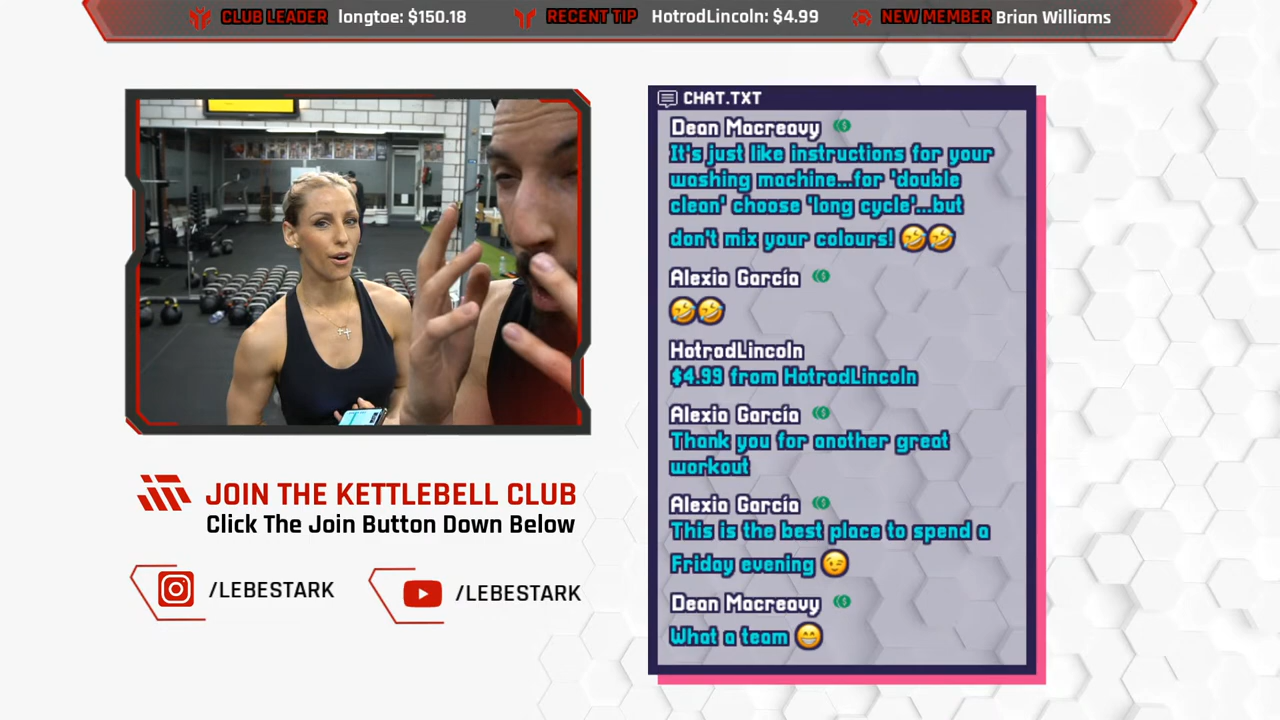 CLUB LEADER longtoe: $150.18 RECENT TIP HotrodLincoln: $4.99 NEW MEMBER Brian Williams
JOIN THE KETTLEBELL CLUB
Click The Join Button Down Below
/LEBESTARK /LEBESTARK
CHAT.TXT
Dean Macreavy
It's just like instructions for your
washing machine...for 'double
clean' choose 'long cycle'...but
don't mix your colours! 🤣🤣
Alexia García
🤣🤣
HotrodLincoln
$4.99 from HotrodLincoln
Alexia García
Thank you for another great
workout
Alexia García
This is the best place to spend a
Friday evening 😉
Dean Macreavy
What a team 😁